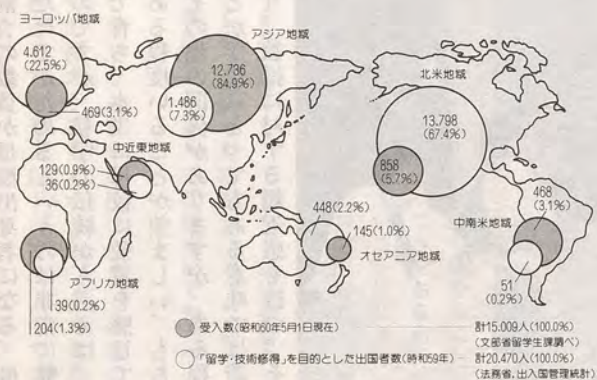 ヨーロッパ地域
4.612
(22.5%)
469(3.1%)
アジア地域
12,736
(84.9%)
1.486
(7.3%)
北米地域
13.798
(67.4%)
858
(5.7%)
中近東地域
129(0.9%)
36(0.2%)
448(2.2%)
145(1.0%)
オセアニア地域
468
(3.1%)
中南米地域
51
(0.2%)
アフリカ地域
39(0.2%)
204(1.3%)
受入数(昭和60年5月1日現在)
計15.009人(100.0%)
(文部省留学生課調べ)
「留学・技術修得」を目的とした出国者数(時和59年)
計20.470人(100.0%)
(法務省、出入国管理統計)